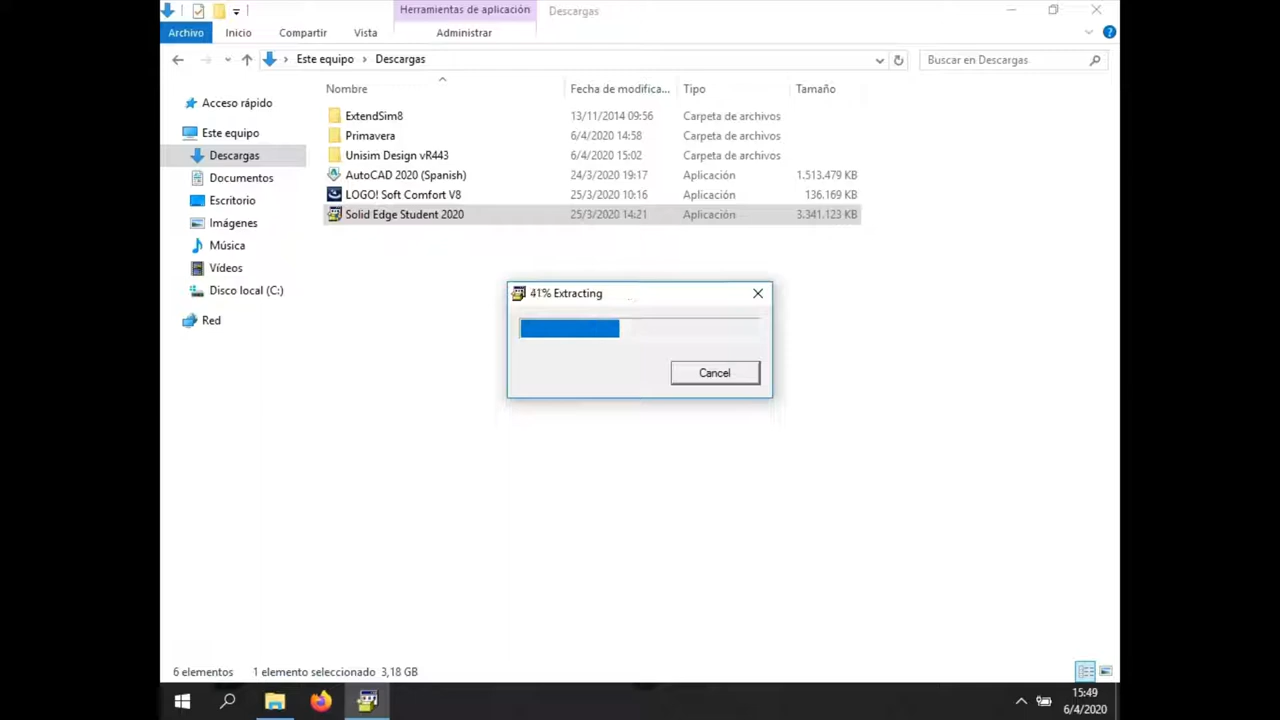 Herramientas de aplicación
Descargas
Archivo
Inicio
Compartir
Vista
Administrar
Este equipo
Descargas
Buscar en Descargas
Nombre
Fecha de modifica...
Tipo
Tamaño
Acceso rápido
Este equipo
Descargas
Documentos
Escritorio
Imágenes
Música
Vídeos
Disco local (C:)
Red
ExtendSim8 13/11/2014 09:56 Carpeta de archivos
Primavera 6/4/2020 14:58 Carpeta de archivos
Unisim Design vR443 6/4/2020 15:02 Carpeta de archivos
AutoCAD 2020 (Spanish) 24/3/2020 19:17 Aplicación 1.513.479 KB
LOGO! Soft Comfort V8 25/3/2020 10:16 Aplicación 136.169 KB
Solid Edge Student 2020 25/3/2020 14:21 Aplicación 3.341.123 KB
41% Extracting
Cancel
6 elementos
1 elemento seleccionado 3,18 GB
15:49
6/4/2020